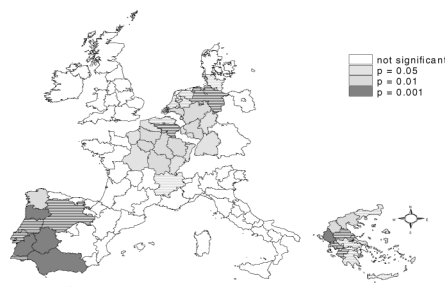 not significant
p = 0.05
p = 0.01
p = 0.001